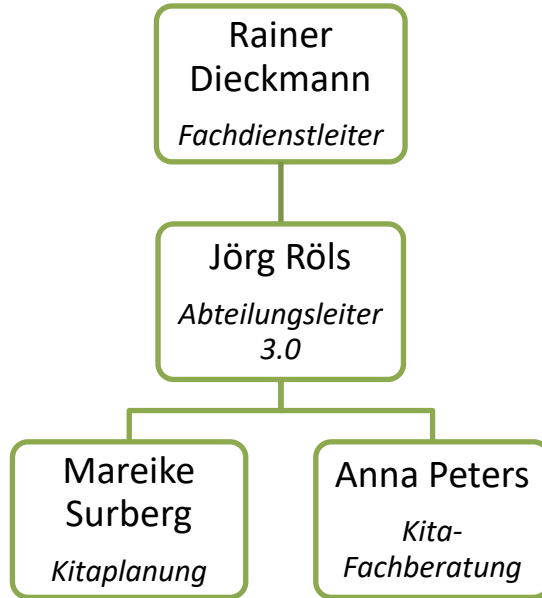 Rainer
Dieckmann
Fachdienstleiter
Jörg Röls
Abteilungsleiter
3.0
Mareike
Surberg
Kitaplanung
Anna Peters
Kita-
Fachberatung